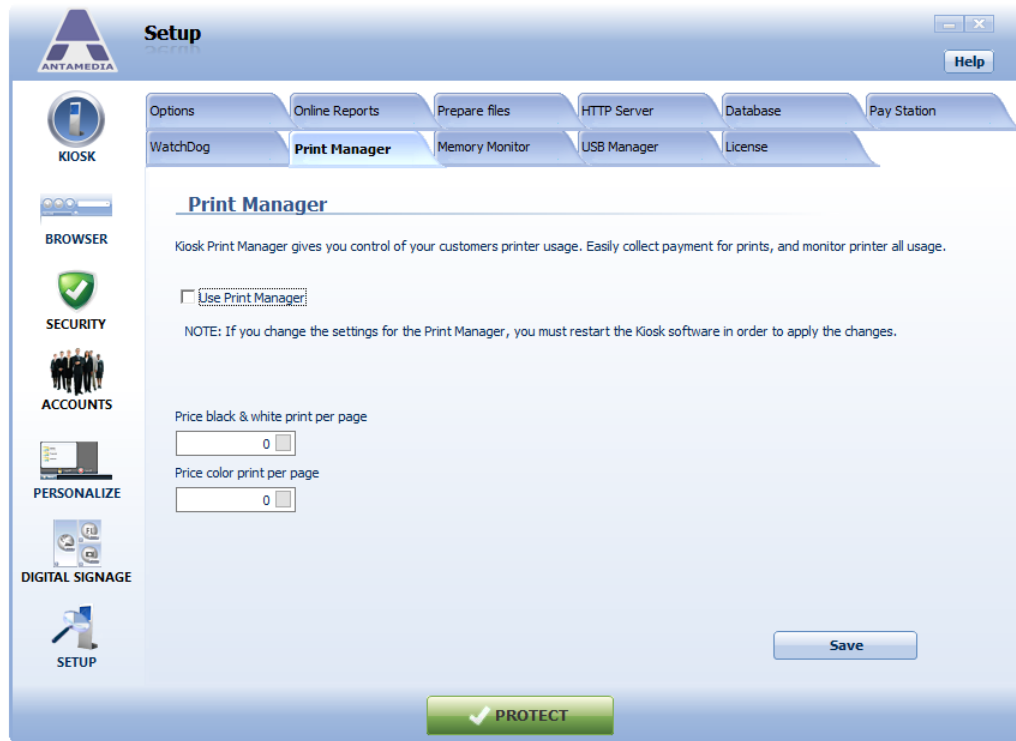 Setup
ANTAMEDIA
Help
KIOSK
BROWSER
SECURITY
ACCOUNTS
PERSONALIZE
DIGITAL SIGNAGE
SETUP
Options Online Reports Prepare files HTTP Server Database Pay Station
WatchDog Print Manager Memory Monitor USB Manager License
Print Manager
Kiosk Print Manager gives you control of your customers printer usage. Easily collect payment for prints, and monitor printer all usage.
Use Print Manager
NOTE: If you change the settings for the Print Manager, you must restart the Kiosk software in order to apply the changes.
Price black & white print per page
0
Price color print per page
0
Save
PROTECT